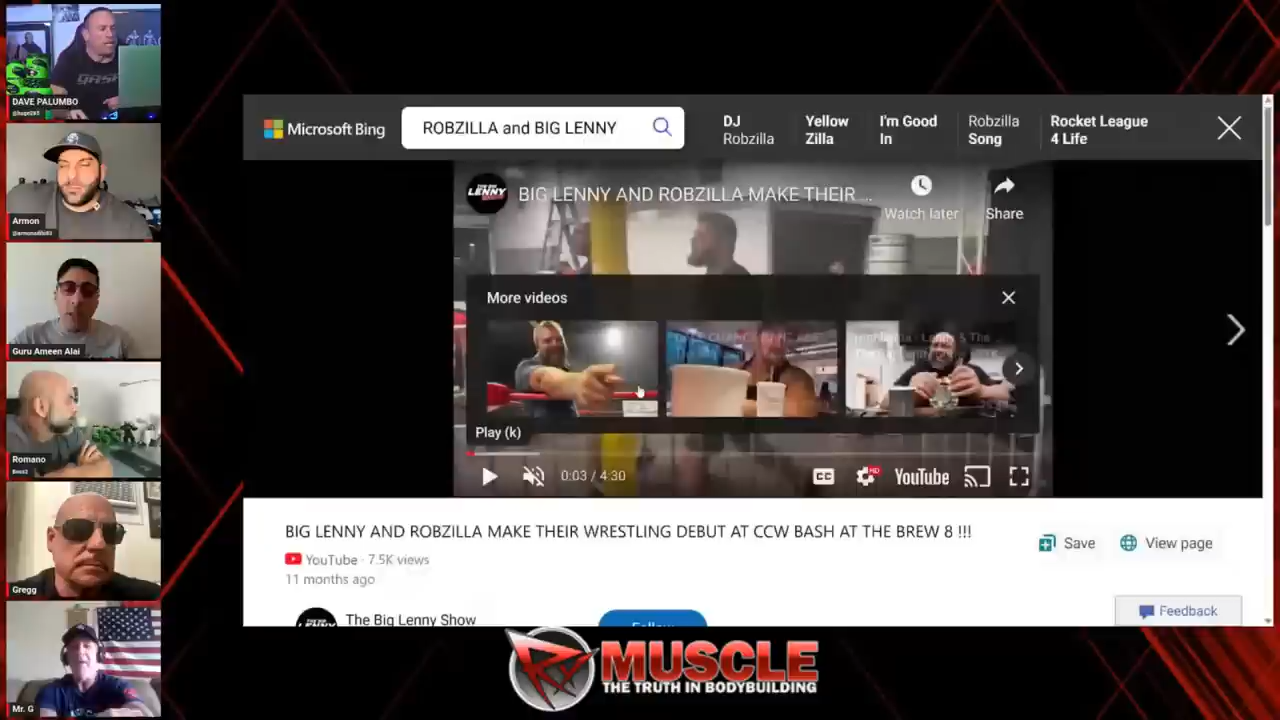 DAVE PALUMBO
Armon
Guru Ameen Alai
Romano
Gregg
Mr. G
Microsoft Bing
ROBZILLA and BIG LENNY
DJ
Robzilla
Yellow
Zilla
I'm Good
In
Robzilla
Song
Rocket League
4 Life
BIG LENNY AND ROBZILLA MAKE THEIR ...
Watch later
Share
More videos
Play (k)
0:03 / 4:30
CC
HD
YouTube
BIG LENNY AND ROBZILLA MAKE THEIR WRESTLING DEBUT AT CCW BASH AT THE BREW 8 !!!
YouTube · 7.5K views
11 months ago
Save
View page
The Big Lenny Show
Follow
Feedback
MUSCLE
THE TRUTH IN BODYBUILDING